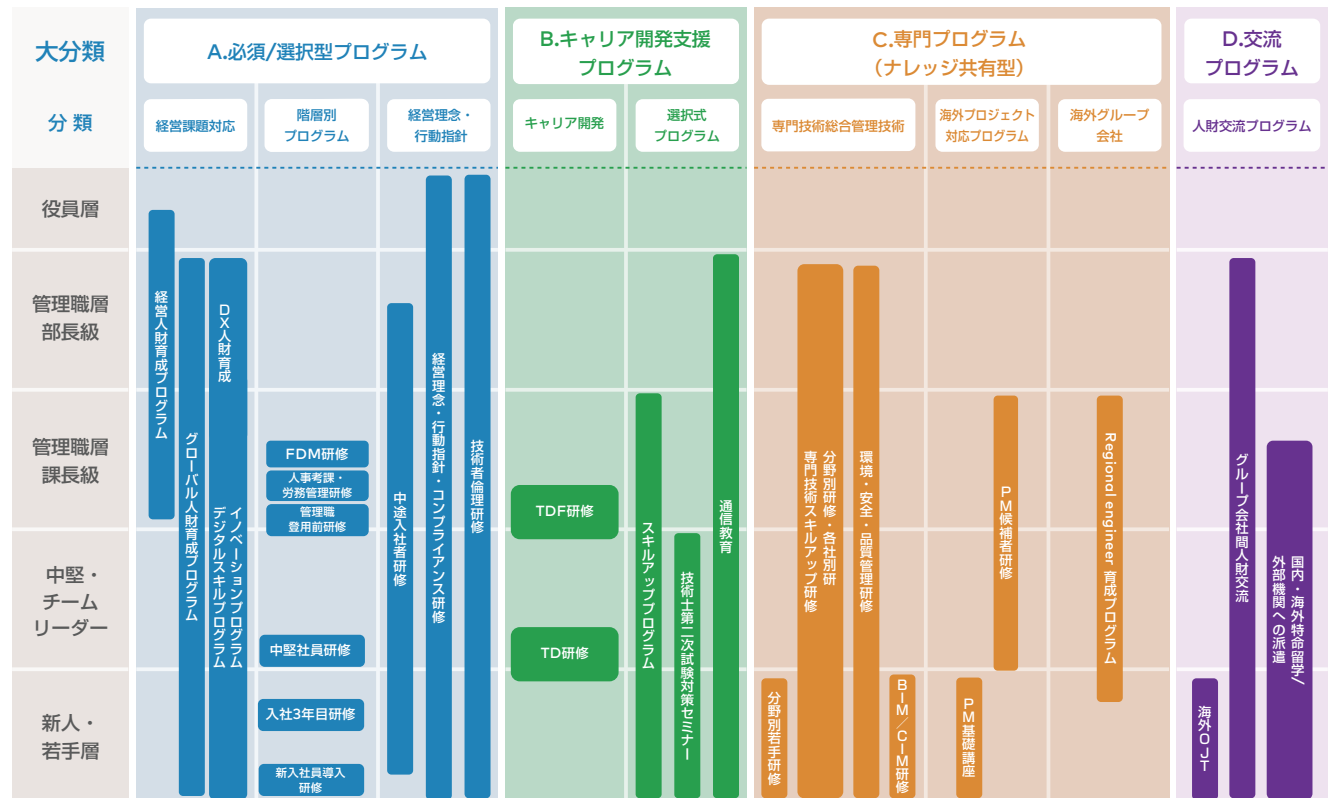 大分類
A.必須/選択型プログラム
B.キャリア開発支援
プログラム
C.専門プログラム
（ナレッジ共有型）
D.交流
プログラム
分類
経営課題対応
階層別
プログラム
経営理念・
行動指針
キャリア開発
選択式
プログラム
専門技術総合管理技術
海外プロジェクト
対応プログラム
海外グループ
会社
人財交流プログラム
役員層
管理職層
部長級
管理職層
課長級
中堅・
チーム
リーダー
新人・
若手層
経営人財育成プログラム
グローバル人財育成プログラム
DX人財育成
イノベーションプログラム
デジタルスキルプログラム
FDM研修
人事考課・
労務管理研修
管理職
登用前研修
中堅社員研修
入社3年目研修
新入社員導入
研修
中途入社者研修
経営理念・行動指針・コンプライアンス研修
技術者倫理研修
TDF研修
TD研修
スキルアッププログラム
技術士第二次試験対策セミナー
通信教育
分野別若手研修
分野別研修・各社別研
専門技術スキルアップ研修
環境・安全・品質管理研修
BIM／CIM研修
PM基礎講座
PM候補者研修
Regional engineer 育成プログラム
海外OJT
グループ会社間人財交流
国内・海外特命留学/
外部機関への派遣